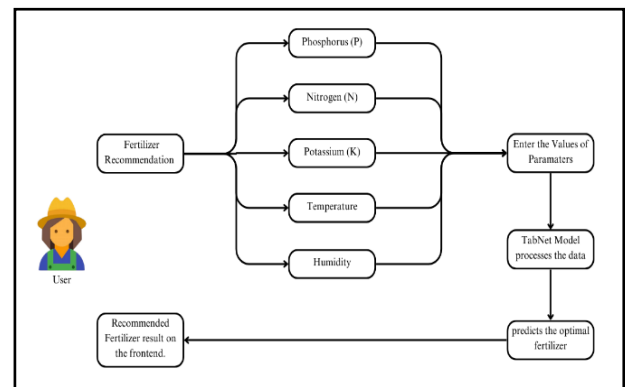 Phosphorus (P)
Nitrogen (N)
Fertilizer
Recommendation
Potassium (K)
Enter the Values of
Paramaters
Temperature
Humidity
User
TabNet Model
processes the data
Recommended
Fertilizer result on
the frontend.
predicts the optimal
fertilizer